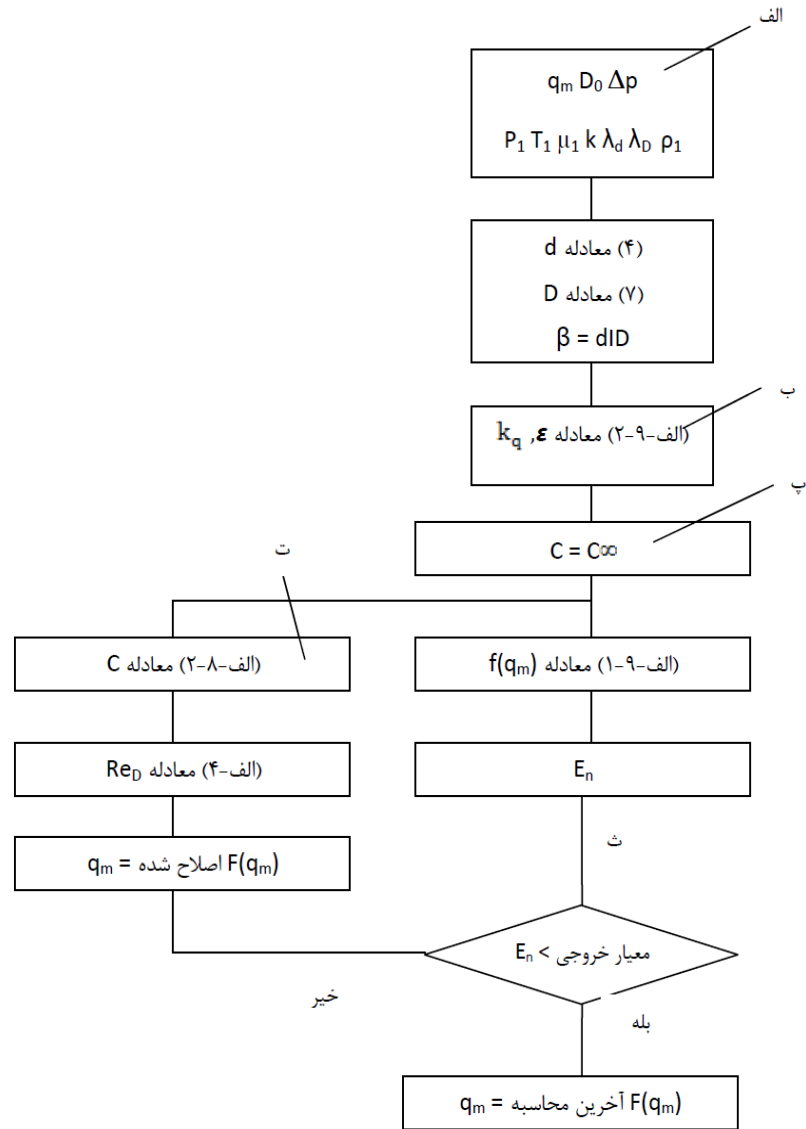 الف
qm D0 Δp
P1 T1 μ1 k λd λD ρ1
d معادله (۴)
D معادله (۷)
β = dID
ب
kq ,ε معادله (الف-۹-۲)
پ
C = C∞
ت
C معادله (الف-۸-۲)
f(qm) معادله (الف-۹-۱)
ReD معادله (الف-۴)
En
qm = اصلاح شده F(qm)
ث
En < معیار خروجی
خیر
بله
qm = آخرین محاسبه F(qm)